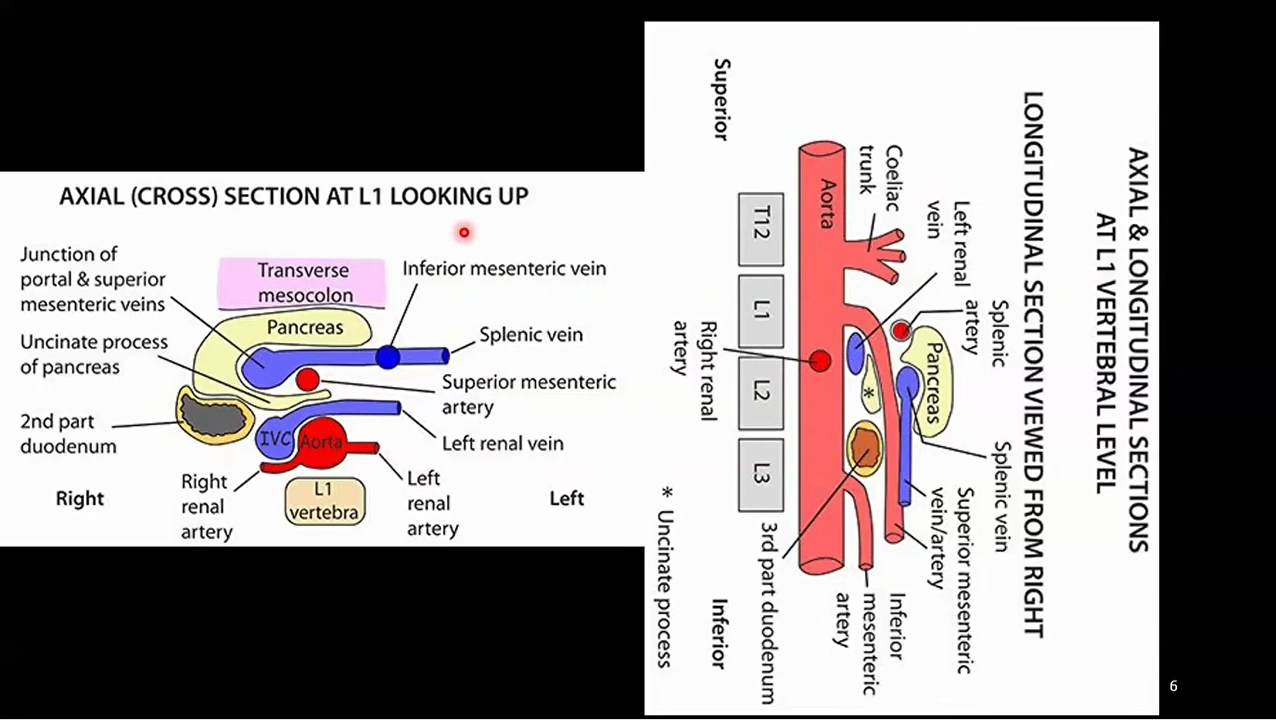 AXIAL (CROSS) SECTION AT L1 LOOKING UP
Junction of
portal & superior
mesenteric veins
Transverse
mesocolon
Inferior mesenteric vein
Pancreas
Splenic vein
Uncinate process
of pancreas
Superior mesenteric
artery
2nd part
duodenum
IVC
Aorta
Left renal vein
Right
renal
artery
Left
renal
artery
L1
vertebra
Right
Left
AXIAL & LONGITUDINAL SECTIONS
AT L1 VERTEBRAL LEVEL
LONGITUDINAL SECTION VIEWED FROM RIGHT
Splenic
artery
Splenic vein
Left renal
vein
Pancreas
Superior mesenteric
vein/artery
Coeliac
trunk
*
Inferior
mesenteric
artery
Aorta
T12
L1
L2
L3
3rd part duodenum
Superior
Right renal
artery
Inferior
* Uncinate process
6